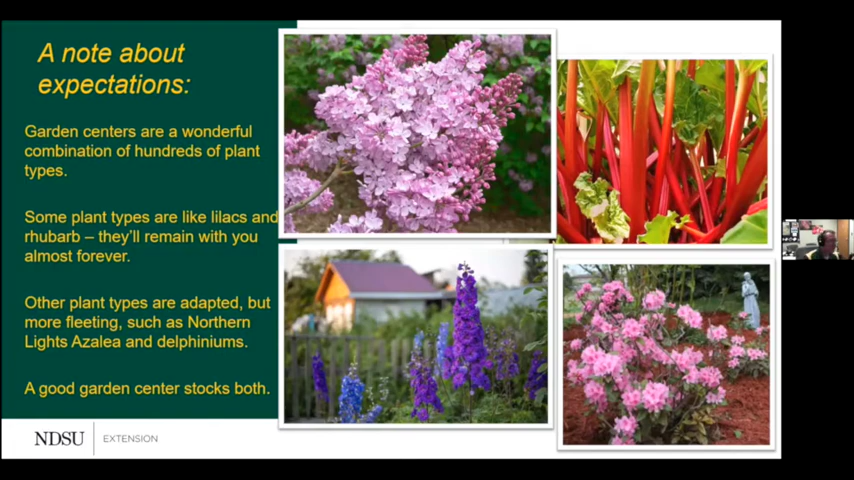 A note about
expectations:
Garden centers are a wonderful
combination of hundreds of plant
types.
Some plant types are like lilacs and
rhubarb – they'll remain with you
almost forever.
Other plant types are adapted, but
more fleeting, such as Northern
Lights Azalea and delphiniums.
A good garden center stocks both.
NDSU EXTENSION